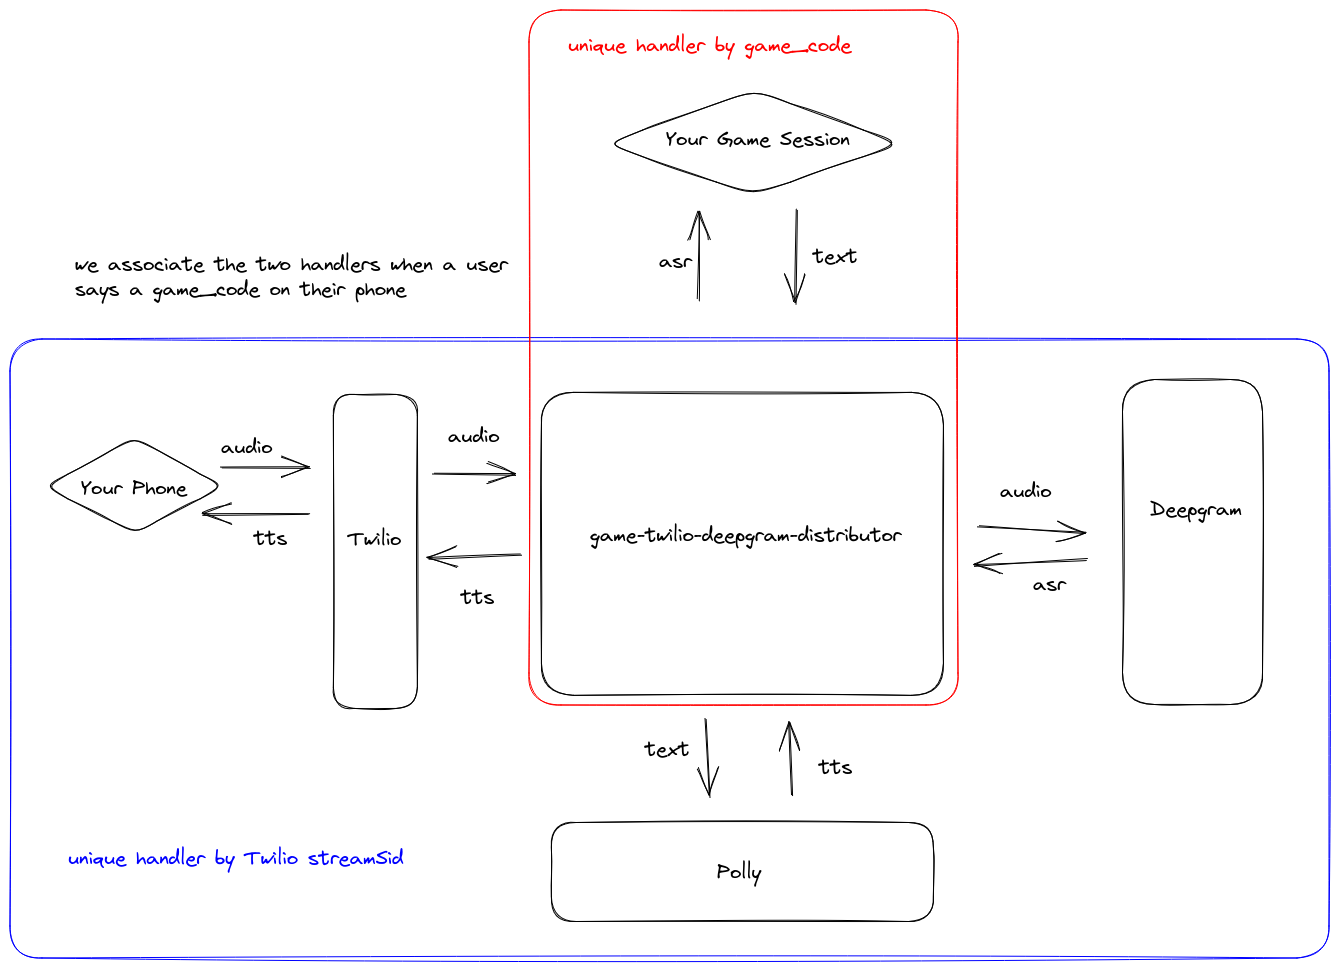 unique handler by game_code
Your Game Session
asr
text
we associate the two handlers when a user
says a game_code on their phone
audio
audio
Your Phone
audio
Deepgram
tts
Twilio
game-twilio-deepgram-distributor
tts
asr
text
tts
unique handler by Twilio streamSid
Polly